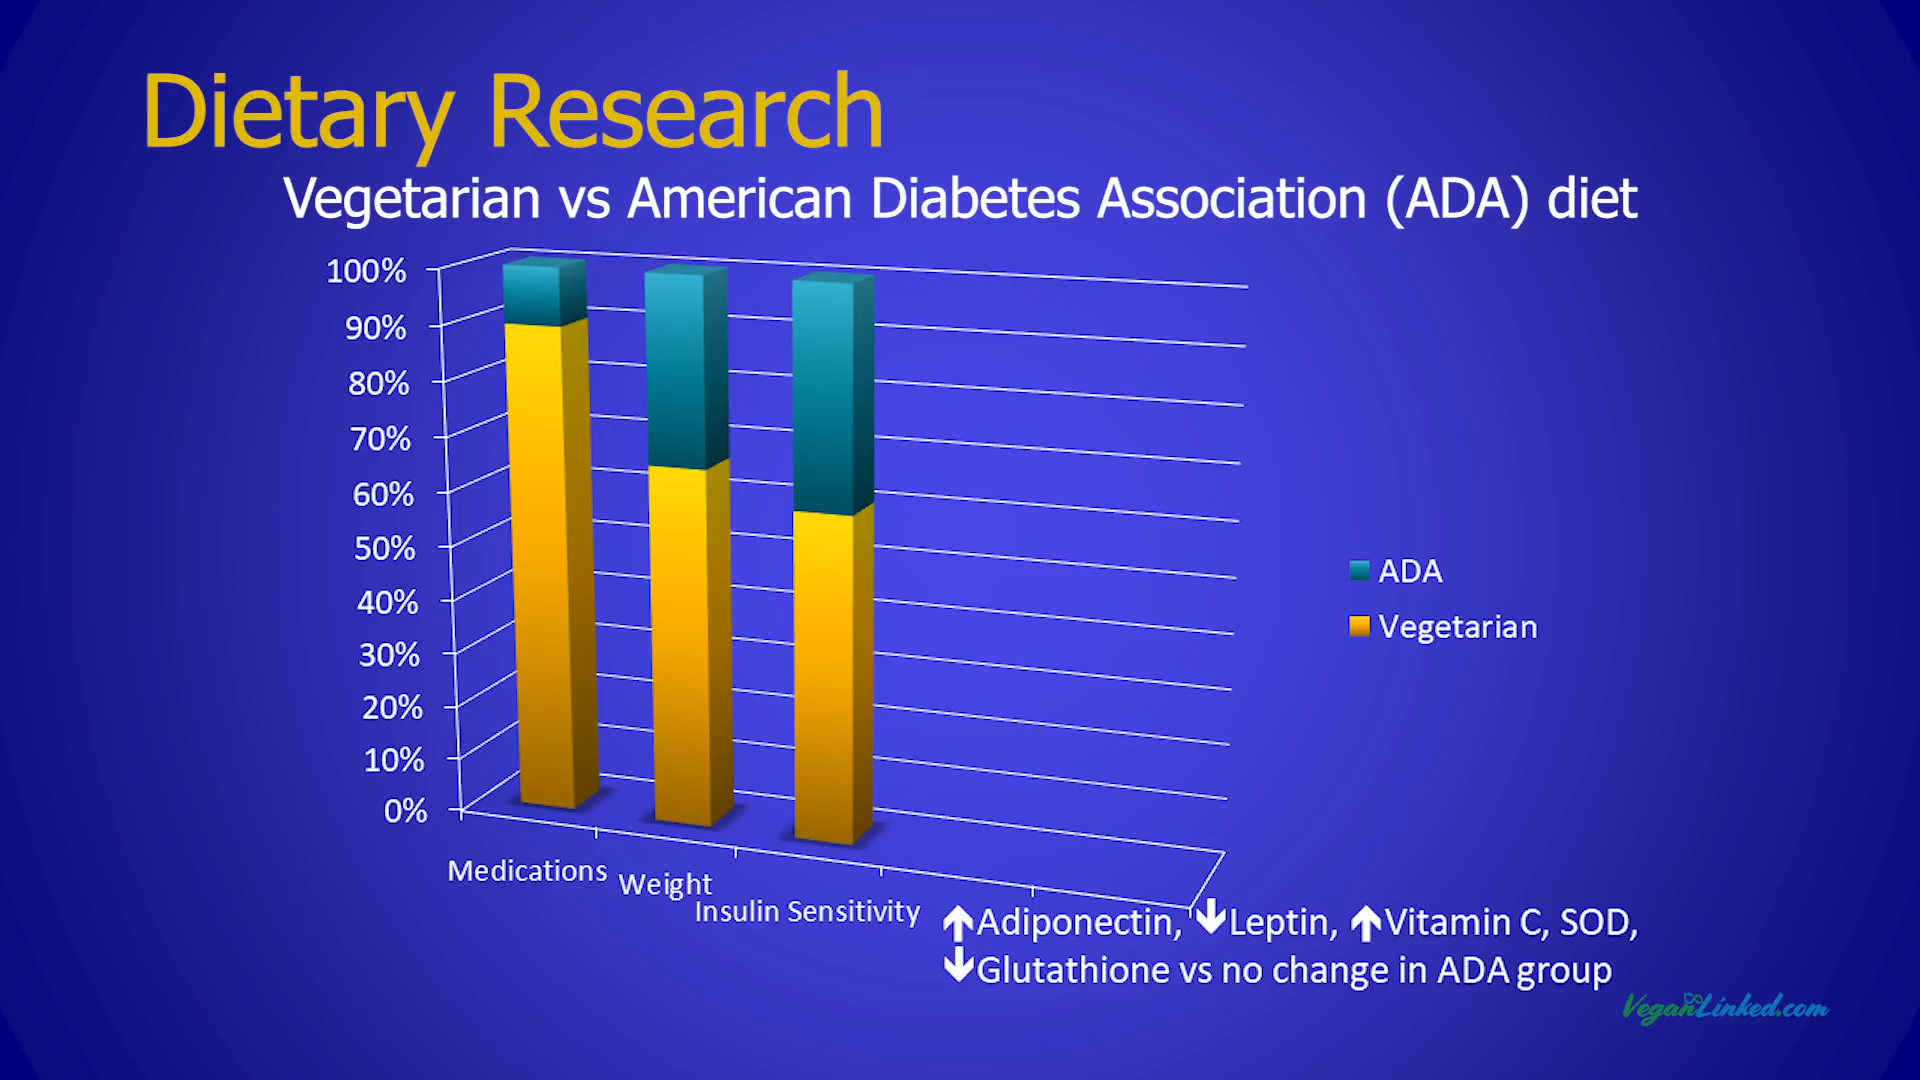 Dietary Research
Vegetarian vs American Diabetes Association (ADA) diet
100%
90%
80%
70%
60%
50%
40%
30%
20%
10%
0%
Medications
Weight
Insulin Sensitivity
ADA
Vegetarian
↑Adiponectin, ↓Leptin, ↑Vitamin C, SOD,
↓Glutathione vs no change in ADA group
VeganLinked.com